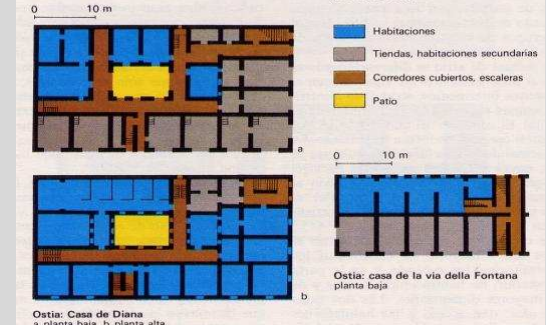 0 10 m
Habitaciones
Tiendas, habitaciones secundarias
Corredores cubiertos, escaleras
Patio
a
0 10 m
b
Ostia: casa de la via della Fontana
planta baja
Ostia: Casa de Diana
a planta baja, b planta alta